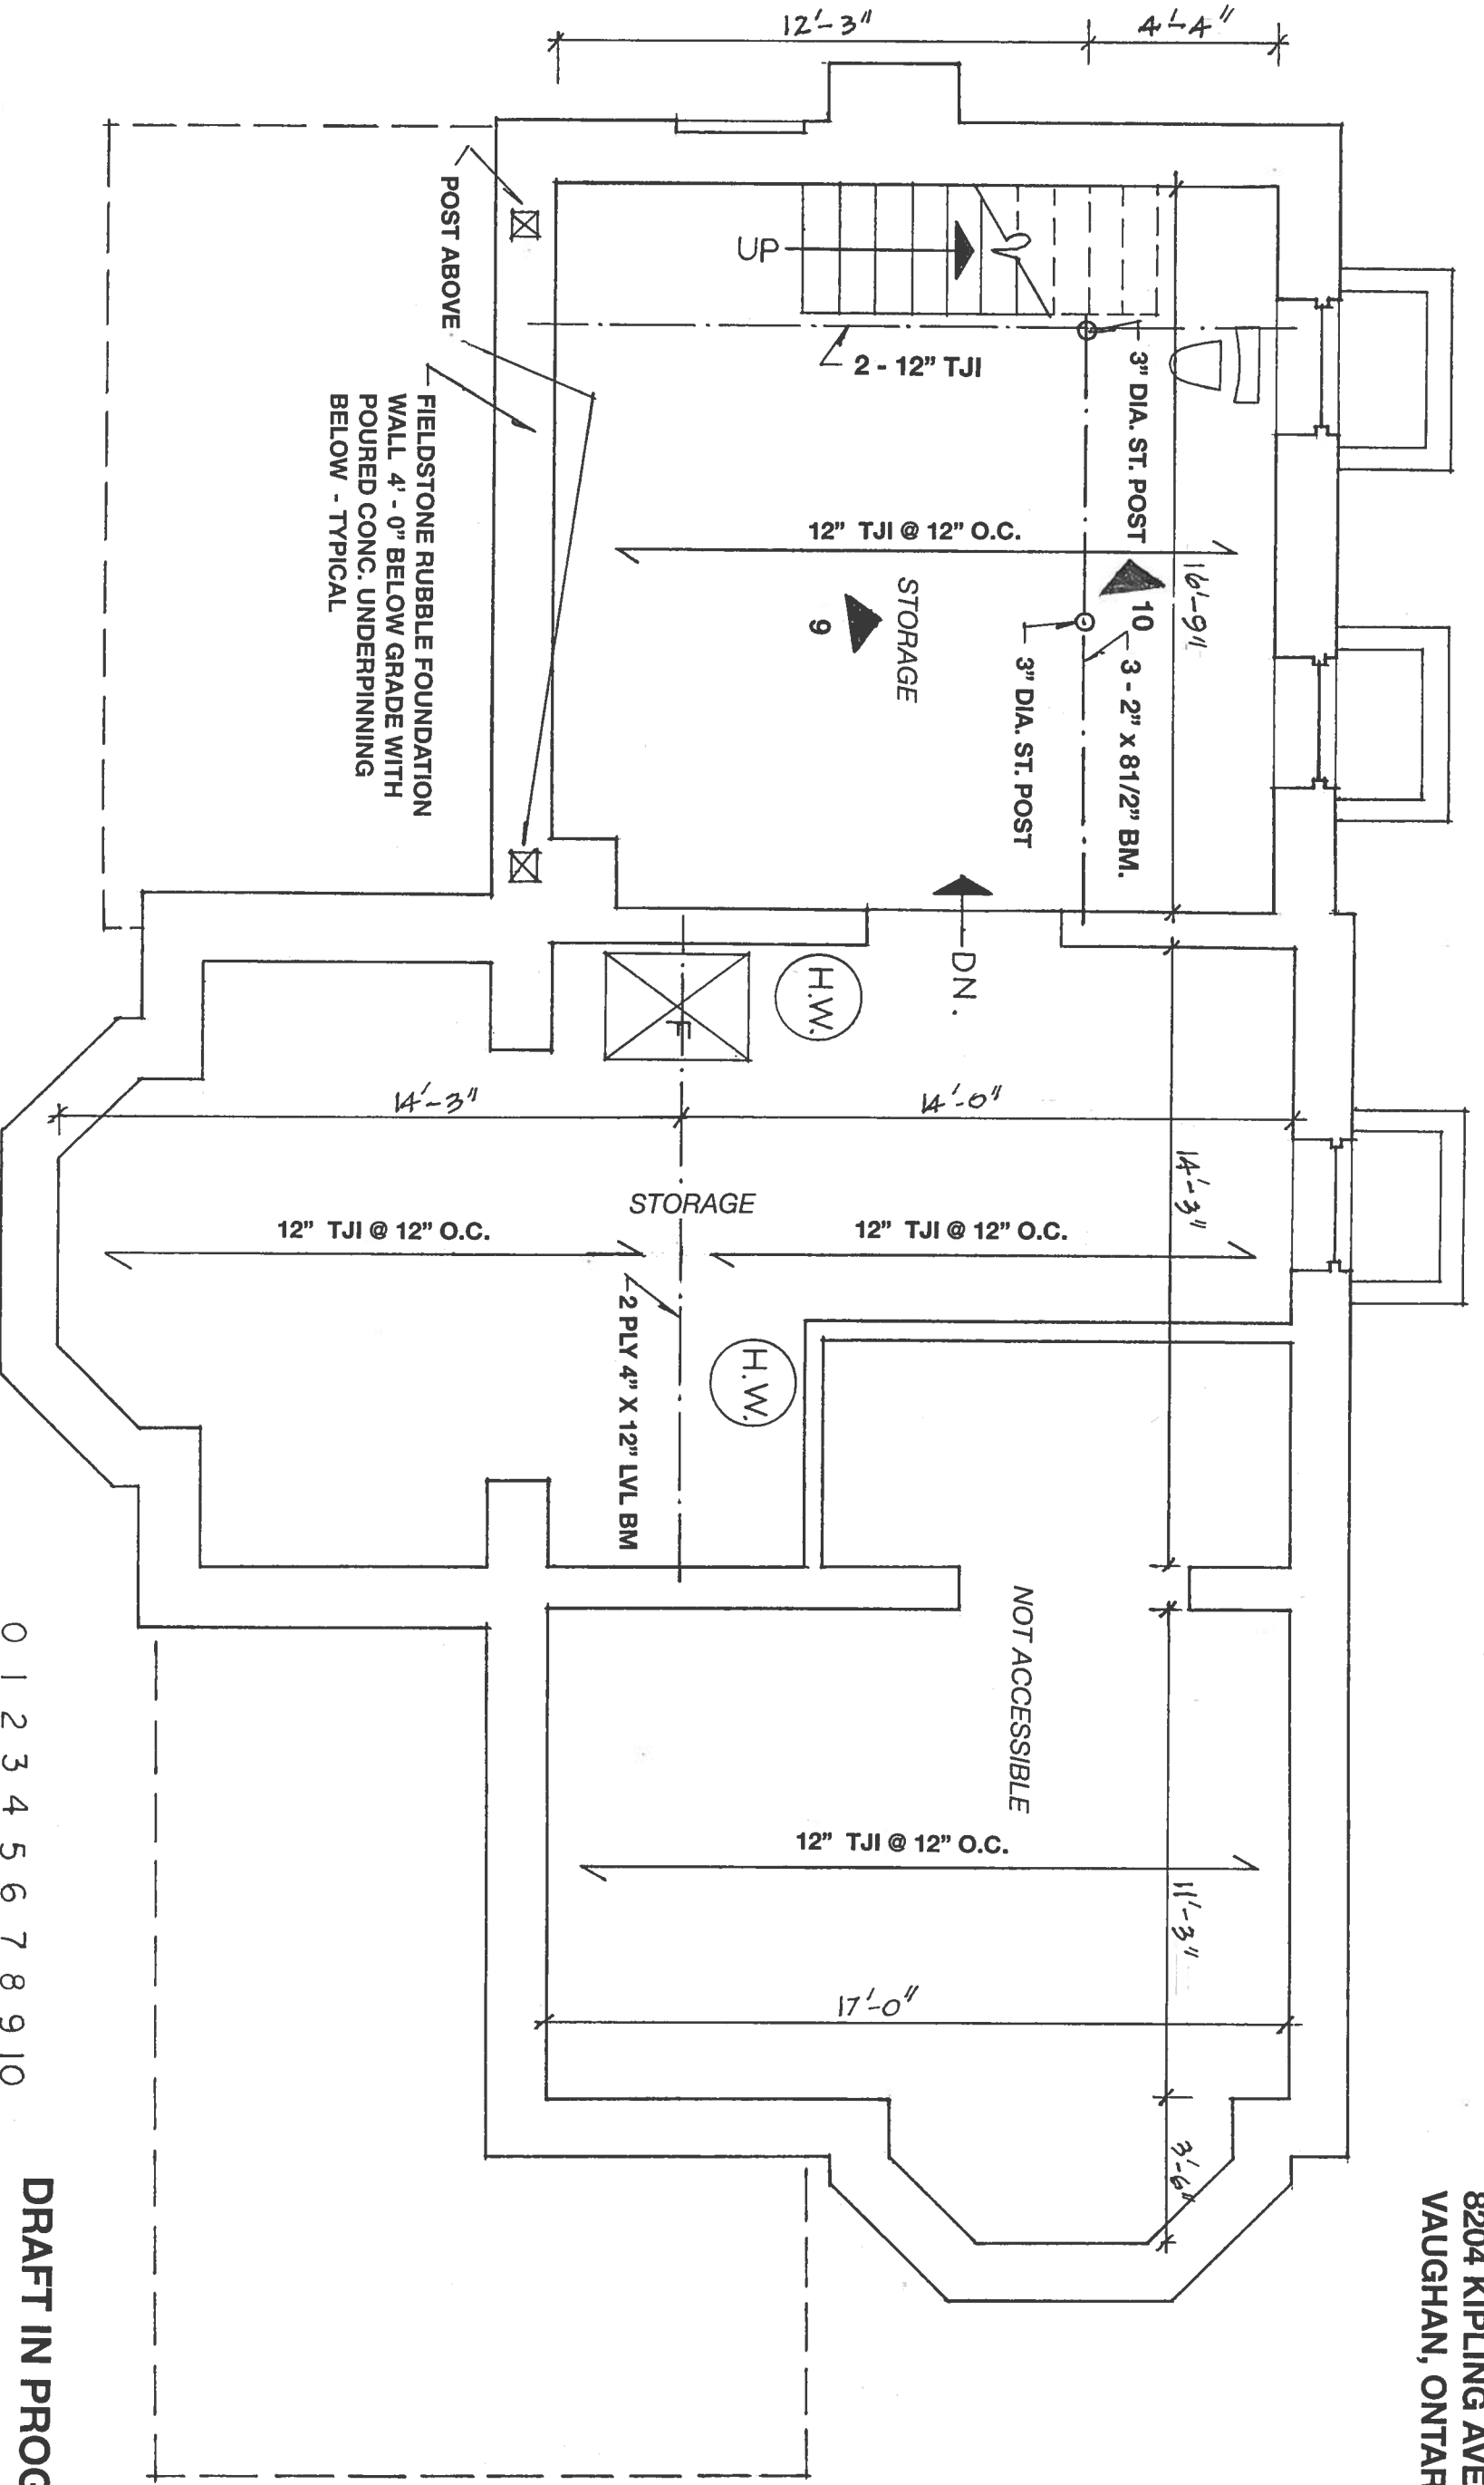 12'-3"
4'-4"
UP
POST ABOVE
2 - 12" TJI
3" DIA. ST. POST
FIELDSTONE RUBBLE FOUNDATION
WALL 4' - 0" BELOW GRADE WITH
POURED CONC. UNDERPINNING
BELOW - TYPICAL
12" TJI @ 12" O.C.
STORAGE
9
10
16'-9"
3" DIA. ST. POST
3 - 2" x 81/2" BM.
DN.
H.W.
F
14'-3"
14'-0"
14'-3"
STORAGE
12" TJI @ 12" O.C.
12" TJI @ 12" O.C.
2 PLY 4" X 12" LVL BM
H.W.
NOT ACCESSIBLE
12" TJI @ 12" O.C.
11'-3"
17'-0"
3'-6"
0 1 2 3 4 5 6 7 8 9 10
DRAFT IN PROG
8204 KIPLING AVE
VAUGHAN, ONTAR